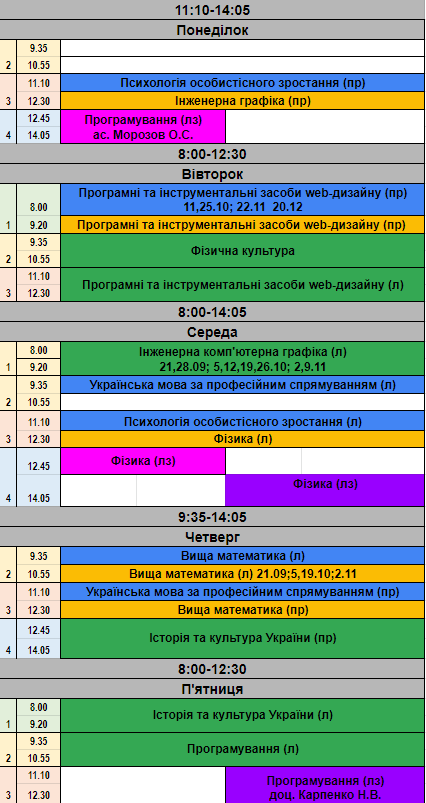 11:10-14:05
Понеділок
9.35
2 10.55
11.10 Психологія особистісного зростання (пр)
3 12.30 Інженерна графіка (пр)
12.45 Програмування (лз)
4 14.05 ас. Морозов О.С.
8:00-12:30
Вівторок
Програмні та інструментальні засоби web-дизайну (пр)
8.00 11,25.10; 22.11 20.12
1 9.20 Програмні та інструментальні засоби web-дизайну (пр)
9.35
Фізична культура
2 10.55
11.10
Програмні та інструментальні засоби web-дизайну (л)
3 12.30
8:00-14:05
Середа
8.00 Інженерна комп'ютерна графіка (л)
1 9.20 21,28.09; 5,12,19,26.10; 2,9.11
9.35 Українська мова за професійним спрямуванням (л)
2 10.55
11.10 Психологія особистісного зростання (л)
3 12.30 Фізика (л)
12.45 Фізика (лз)
Фізика (лз)
4 14.05
9:35-14:05
Четверг
9.35 Вища математика (л)
2 10.55 Вища математика (л) 21.09;5,19.10;2.11
11.10 Українська мова за професійним спрямуванням (пр)
3 12.30 Вища математика (пр)
12.45
Історія та культура України (пр)
4 14.05
8:00-12:30
П'ятниця
8.00
Історія та культура України (л)
1 9.20
9.35
Програмування (л)
2 10.55
11.10 Програмування (лз)
3 12.30 доц. Карпенко Н.В.